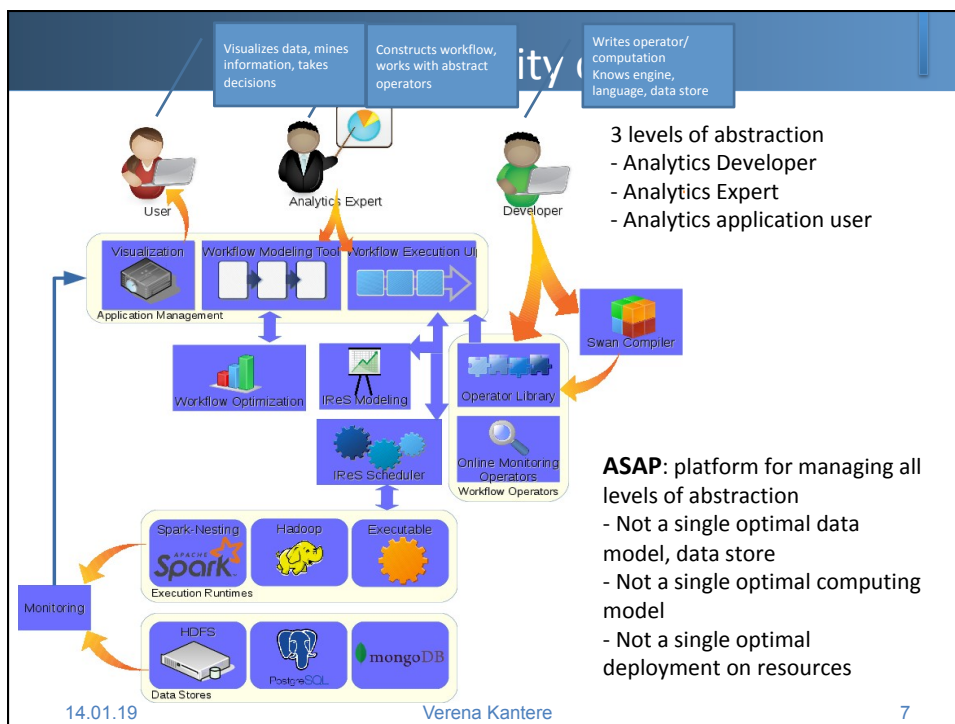 Visualizes data, mines
information, takes
decisions
Constructs workflow,
works with abstract
operators
Writes operator/
computation
Knows engine,
language, data store
ity
User
Analytics Expert
Developer
3 levels of abstraction
- Analytics Developer
- Analytics Expert
- Analytics application user
Visualization
Workflow Modeling Tool
Workflow Execution UI
Application Management
Swan Compiler
Workflow Optimization
IReS Modeling
Operator Library
IReS Scheduler
Online Monitoring
Operators
Workflow Operators
ASAP: platform for managing all
levels of abstraction
- Not a single optimal data
model, data store
- Not a single optimal computing
model
- Not a single optimal
deployment on resources
Spark-Nesting
Hadoop
Executable
APACHE
Spark
Execution Runtimes
Monitoring
HDFS
PostgreSQL
mongoDB
Data Stores
14.01.19
Verena Kantere
7